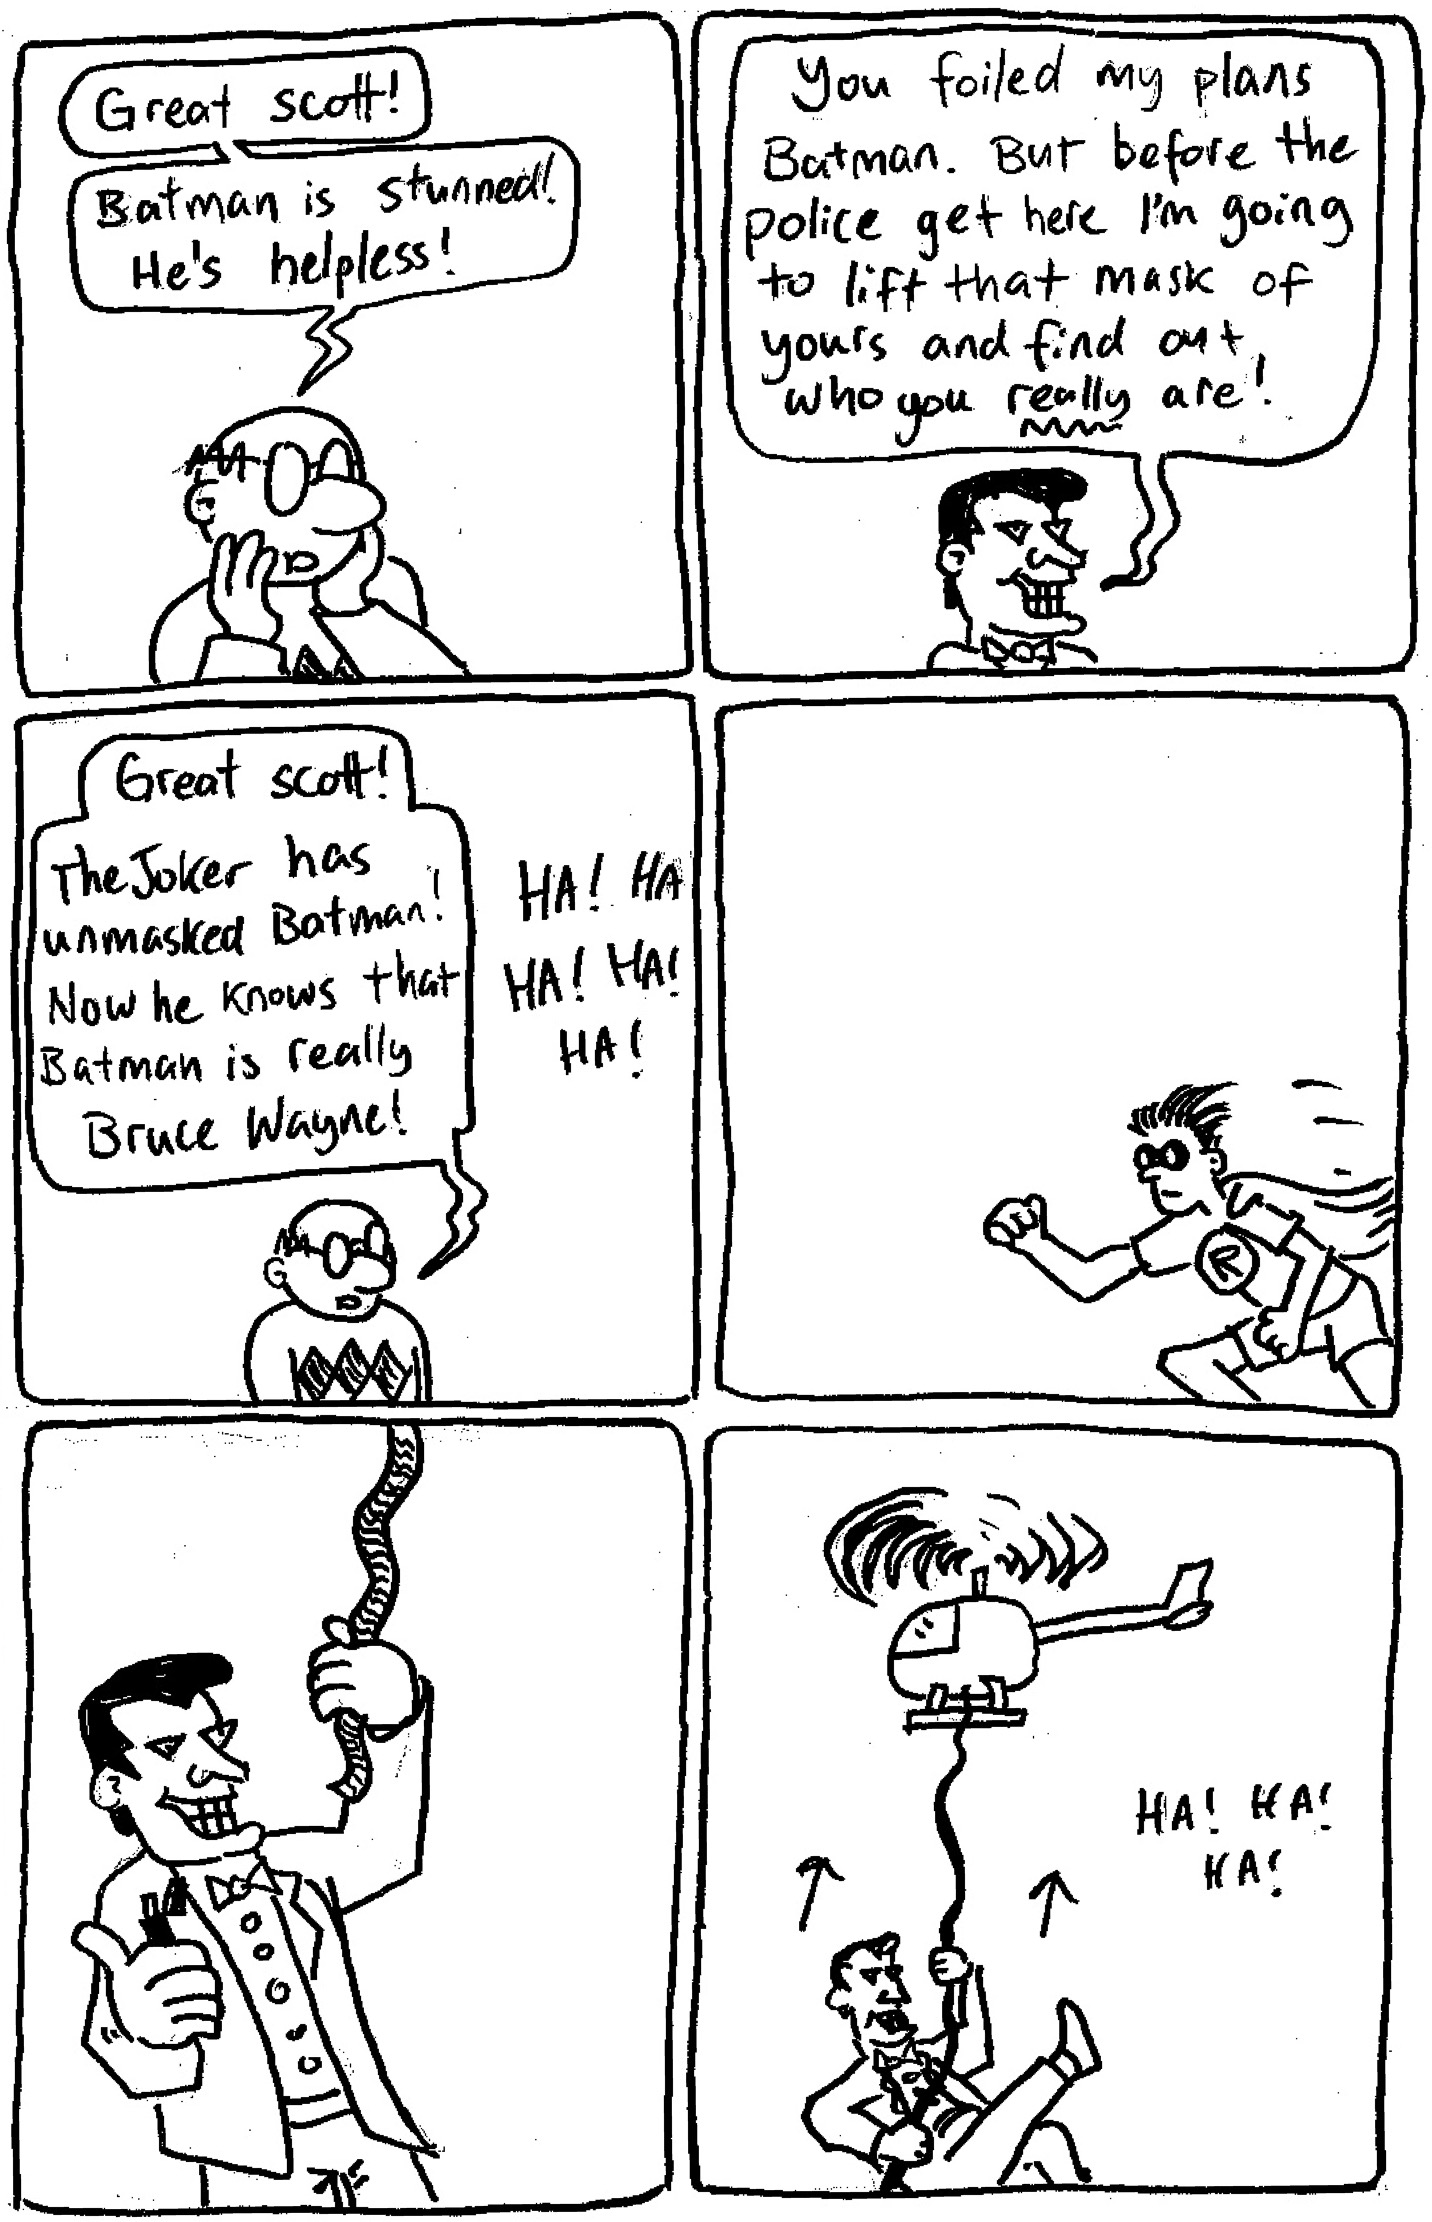 Great scott!
Batman is stunned!
He's helpless!
You foiled my plans
Batman. But before the
police get here I'm going
to lift that mask of
yours and find out
who you really are!
Great scott!
The Joker has
unmasked Batman!
Now he knows that
Batman is really
Bruce Wayne!
HA! HA
HA! HA!
HA!
R
HA! HA!
HA!